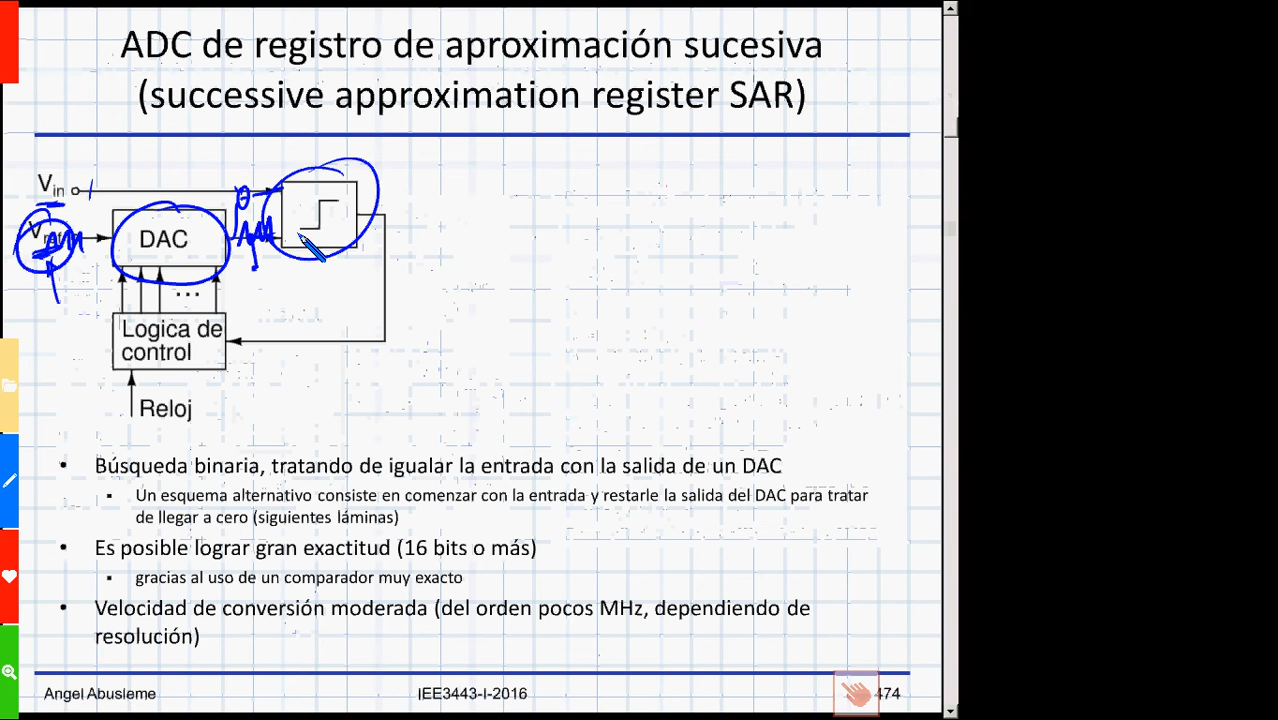 ADC de registro de aproximación sucesiva
(successive approximation register SAR)
Vin
DAC
...
Logica de
control
Reloj
• Búsqueda binaria, tratando de igualar la entrada con la salida de un DAC
▪ Un esquema alternativo consiste en comenzar con la entrada y restarle la salida del DAC para tratar
de llegar a cero (siguientes láminas)
• Es posible lograr gran exactitud (16 bits o más)
▪ gracias al uso de un comparador muy exacto
• Velocidad de conversión moderada (del orden pocos MHz, dependiendo de
resolución)
Angel Abusieme
IEE3443-I-2016
474